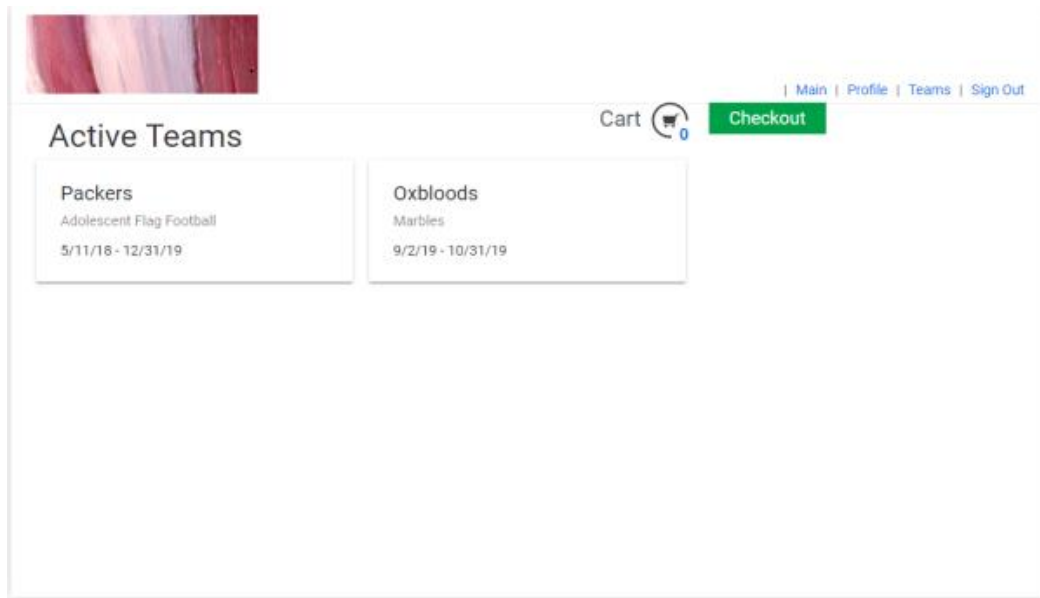 | Main | Profile | Teams | Sign Out
Cart 0 Checkout
Active Teams
Packers
Adolescent Flag Football
5/11/18 - 12/31/19
Oxbloods
Marbles
9/2/19 - 10/31/19